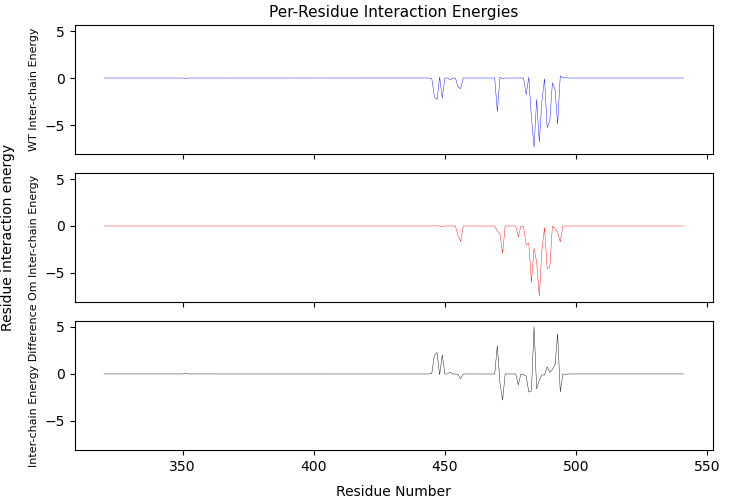 Per-Residue Interaction Energies
Residue interaction energy
WT Inter-chain Energy
5
0
−5
Om Inter-chain Energy
5
0
−5
Inter-chain Energy Difference
5
0
−5
350
400
450
500
550
Residue Number